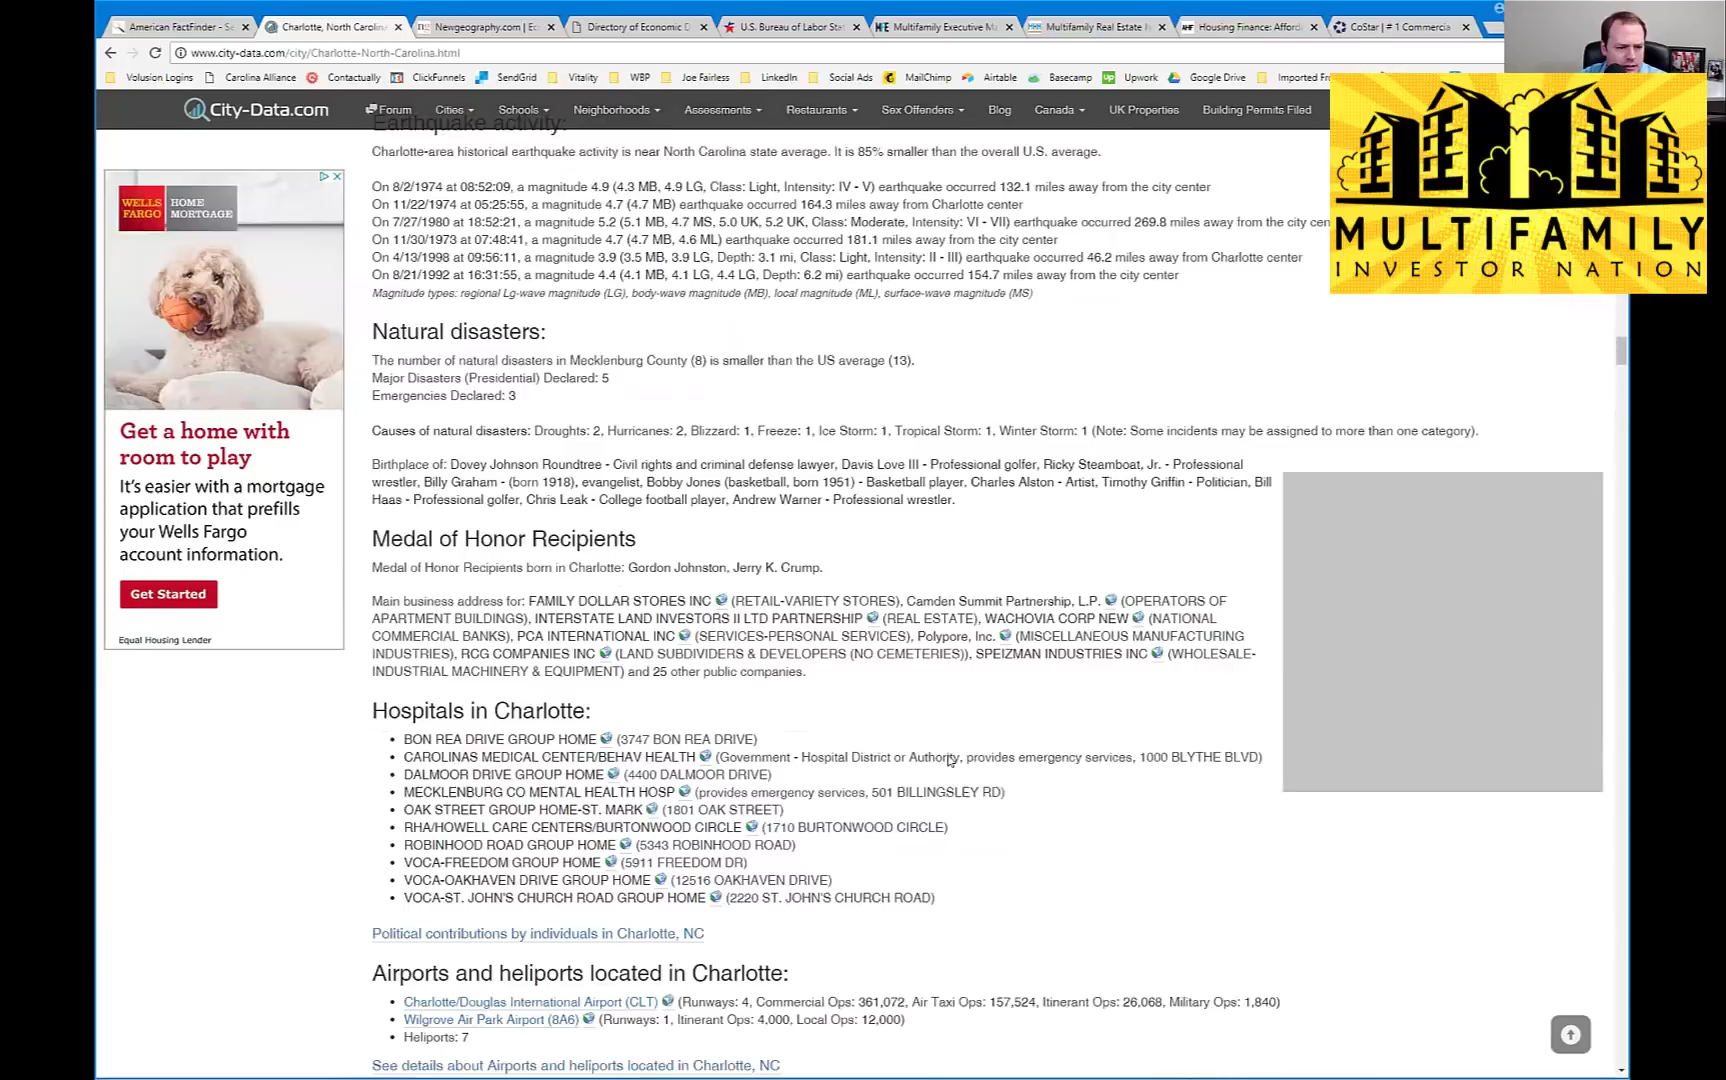 American FactFinder - Se
Charlotte, North Carolin
Newgeography.com | Ec
Directory of Economic D
U.S. Bureau of Labor Stat
Multifamily Executive Ma
Multifamily Real Estate
Housing Finance: Afford
CoStar | # 1 Commercia
www.city-data.com/city/Charlotte-North-Carolina.html
Volusion Logins Carolina Alliance Contactually ClickFunnels SendGrid Vitality WBP Joe Fairless LinkedIn Social Ads MailChimp Airtable Basecamp Upwork Google Drive Imported Fr
City-Data.com Forum Cities Schools Neighborhoods Assessments Restaurants Sex Offenders Blog Canada UK Properties Building Permits Filed
MULTIFAMILY
INVESTOR NATION
Earthquake activity:
Charlotte-area historical earthquake activity is near North Carolina state average. It is 85% smaller than the overall U.S. average.
On 8/2/1974 at 08:52:09, a magnitude 4.9 (4.3 MB, 4.9 LG, Class: Light, Intensity: IV - V) earthquake occurred 132.1 miles away from the city center
On 11/22/1974 at 05:25:55, a magnitude 4.7 (4.7 MB) earthquake occurred 164.3 miles away from Charlotte center
On 7/27/1980 at 18:52:21, a magnitude 5.2 (5.1 MB, 4.7 MS, 5.0 UK, 5.2 UK, Class: Moderate, Intensity: VI - VII) earthquake occurred 269.8 miles away from the city cen
On 11/30/1973 at 07:48:41, a magnitude 4.7 (4.7 MB, 4.6 ML) earthquake occurred 181.1 miles away from the city center
On 4/13/1998 at 09:56:11, a magnitude 3.9 (3.5 MB, 3.9 LG, Depth: 3.1 mi, Class: Light, Intensity: II - III) earthquake occurred 46.2 miles away from Charlotte center
On 8/21/1992 at 16:31:55, a magnitude 4.4 (4.1 MB, 4.1 LG, 4.4 LG, Depth: 6.2 mi) earthquake occurred 154.7 miles away from the city center
Magnitude types: regional Lg-wave magnitude (LG), body-wave magnitude (MB), local magnitude (ML), surface-wave magnitude (MS)
WELLS
FARGO
HOME
MORTGAGE
Get a home with
room to play
It's easier with a mortgage
application that prefills
your Wells Fargo
account information.
Get Started
Equal Housing Lender
Natural disasters:
The number of natural disasters in Mecklenburg County (8) is smaller than the US average (13).
Major Disasters (Presidential) Declared: 5
Emergencies Declared: 3
Causes of natural disasters: Droughts: 2, Hurricanes: 2, Blizzard: 1, Freeze: 1, Ice Storm: 1, Tropical Storm: 1, Winter Storm: 1 (Note: Some incidents may be assigned to more than one category).
Birthplace of: Dovey Johnson Roundtree - Civil rights and criminal defense lawyer, Davis Love III - Professional golfer, Ricky Steamboat, Jr. - Professional
wrestler, Billy Graham - (born 1918), evangelist, Bobby Jones (basketball, born 1951) - Basketball player, Charles Alston - Artist, Timothy Griffin - Politician, Bill
Haas - Professional golfer, Chris Leak - College football player, Andrew Warner - Professional wrestler.
Medal of Honor Recipients
Medal of Honor Recipients born in Charlotte: Gordon Johnston, Jerry K. Crump.
Main business address for: FAMILY DOLLAR STORES INC (RETAIL-VARIETY STORES), Camden Summit Partnership, L.P. (OPERATORS OF
APARTMENT BUILDINGS), INTERSTATE LAND INVESTORS II LTD PARTNERSHIP (REAL ESTATE), WACHOVIA CORP NEW (NATIONAL
COMMERCIAL BANKS), PCA INTERNATIONAL INC (SERVICES-PERSONAL SERVICES), Polypore, Inc. (MISCELLANEOUS MANUFACTURING
INDUSTRIES), RCG COMPANIES INC (LAND SUBDIVIDERS & DEVELOPERS (NO CEMETERIES)), SPEIZMAN INDUSTRIES INC (WHOLESALE-
INDUSTRIAL MACHINERY & EQUIPMENT) and 25 other public companies.
Hospitals in Charlotte:
BON REA DRIVE GROUP HOME (3747 BON REA DRIVE)
CAROLINAS MEDICAL CENTER/BEHAV HEALTH (Government - Hospital District or Authority, provides emergency services, 1000 BLYTHE BLVD)
DALMOOR DRIVE GROUP HOME (4400 DALMOOR DRIVE)
MECKLENBURG CO MENTAL HEALTH HOSP (provides emergency services, 501 BILLINGSLEY RD)
OAK STREET GROUP HOME-ST. MARK (1801 OAK STREET)
RHA/HOWELL CARE CENTERS/BURTONWOOD CIRCLE (1710 BURTONWOOD CIRCLE)
ROBINHOOD ROAD GROUP HOME (5343 ROBINHOOD ROAD)
VOCA-FREEDOM GROUP HOME (5911 FREEDOM DR)
VOCA-OAKHAVEN DRIVE GROUP HOME (12516 OAKHAVEN DRIVE)
VOCA-ST. JOHN'S CHURCH ROAD GROUP HOME (2220 ST. JOHN'S CHURCH ROAD)
Political contributions by individuals in Charlotte, NC
Airports and heliports located in Charlotte:
Charlotte/Douglas International Airport (CLT) (Runways: 4, Commercial Ops: 361,072, Air Taxi Ops: 157,524, Itinerant Ops: 26,068, Military Ops: 1,840)
Wilgrove Air Park Airport (8A6) (Runways: 1, Itinerant Ops: 4,000, Local Ops: 12,000)
Heliports: 7
See details about Airports and heliports located in Charlotte, NC